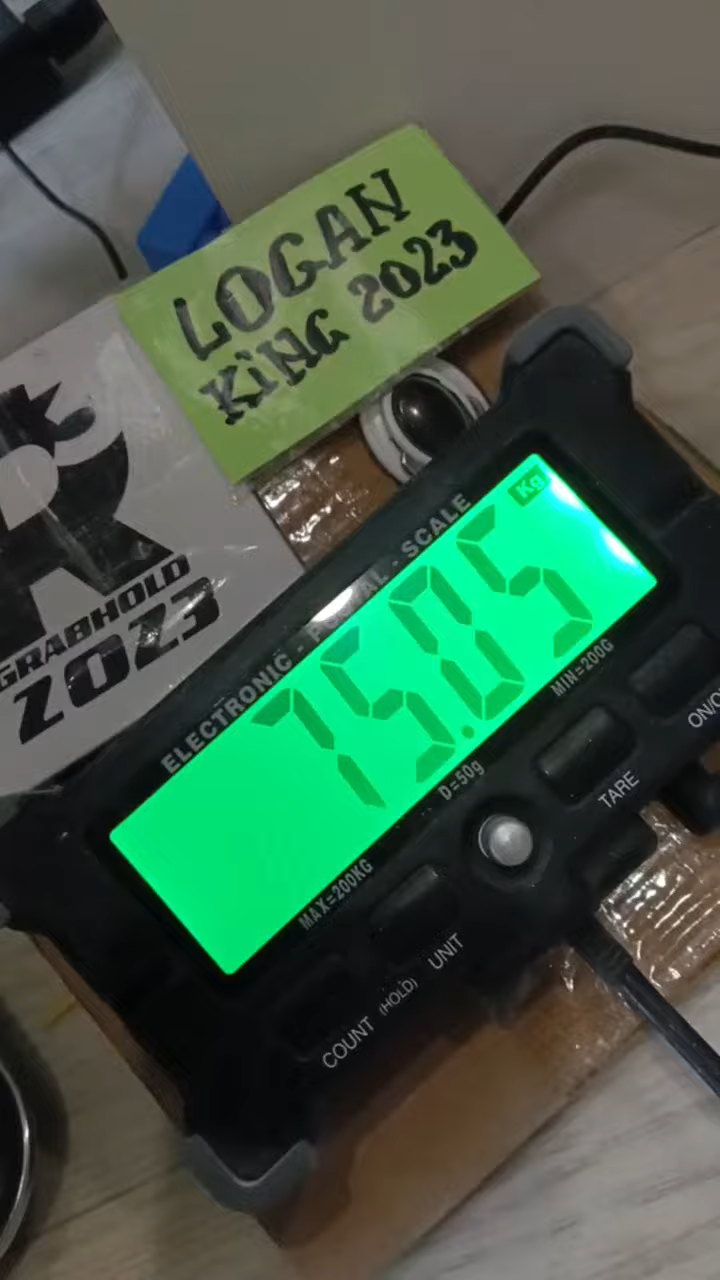 LOGAN
KiNG 2023
GRABHOLD
2023
ELECTRONIC - SCALE
Kg
75.05
MAX=200KG
D=50g
MIN=200G
ON/O
TARE
UNIT
COUNT (HOLD)